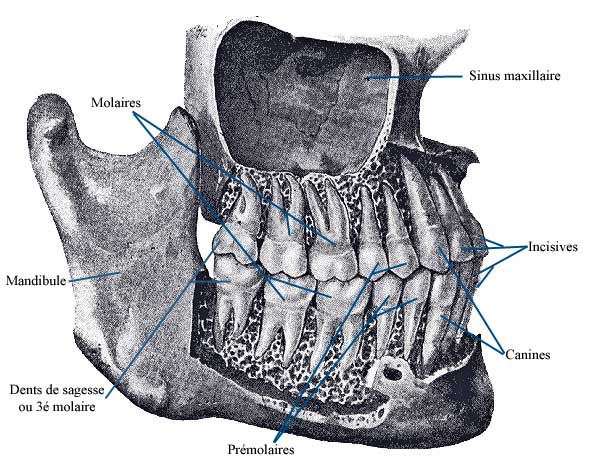 Sinus maxillaire
Molaires
Incisives
Mandibule
Canines
Dents de sagesse
ou 3é molaire
Prémolaires